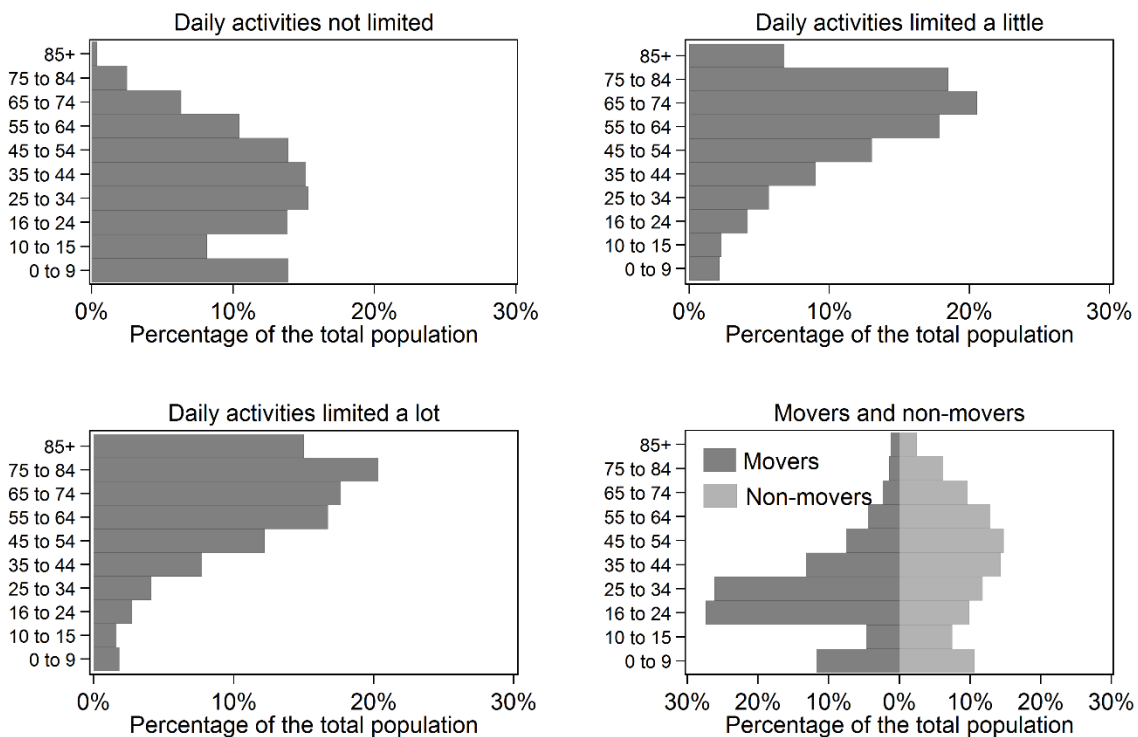 Daily activities not limited
85+
75 to 84
65 to 74
55 to 64
45 to 54
35 to 44
25 to 34
16 to 24
10 to 15
0 to 9
0% 10% 20% 30%
Percentage of the total population
Daily activities limited a little
85+
75 to 84
65 to 74
55 to 64
45 to 54
35 to 44
25 to 34
16 to 24
10 to 15
0 to 9
0% 10% 20% 30%
Percentage of the total population
Daily activities limited a lot
85+
75 to 84
65 to 74
55 to 64
45 to 54
35 to 44
25 to 34
16 to 24
10 to 15
0 to 9
0% 10% 20% 30%
Percentage of the total population
Movers and non-movers
85+
75 to 84
65 to 74
55 to 64
45 to 54
35 to 44
25 to 34
16 to 24
10 to 15
0 to 9
Movers
Non-movers
30% 20% 10% 0% 10% 20% 30%
Percentage of the total population